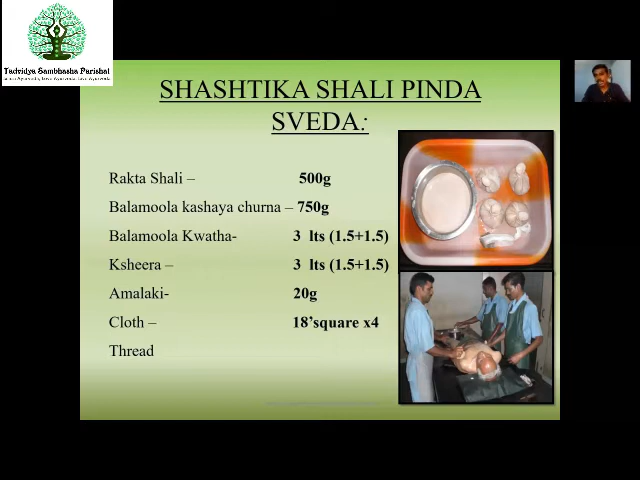 Tadvidya Sambhasha Parishat
SHASHTIKA SHALI PINDA
SVEDA:
Rakta Shali – 500g
Balamoola kashaya churna – 750g
Balamoola Kwatha- 3 lts (1.5+1.5)
Ksheera – 3 lts (1.5+1.5)
Amalaki- 20g
Cloth – 18’square x4
Thread